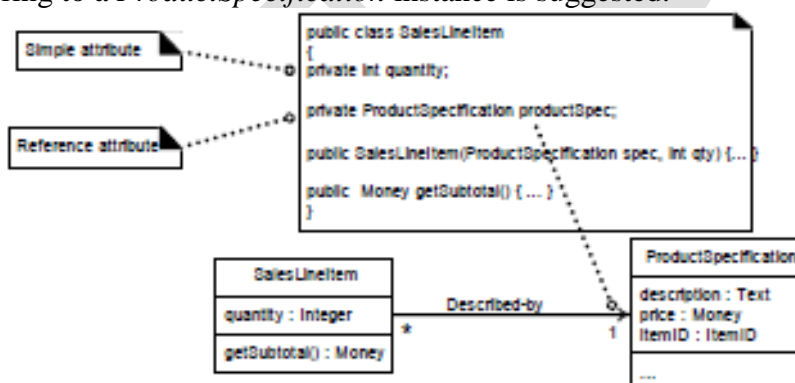 ring to a ProductSpecification instance is suggested.
Simple attribute
Reference attribute
public class SalesLineItem
{
private int quantity;
private ProductSpecification productSpec;
public SalesLineItem(ProductSpecification spec, int qty) {... }
public Money getSubtotal() { ... }
}
SalesLineItem
quantity : Integer
getSubtotal() : Money
Described-by
*
1
ProductSpecification
description : Text
price : Money
itemID : ItemID
...